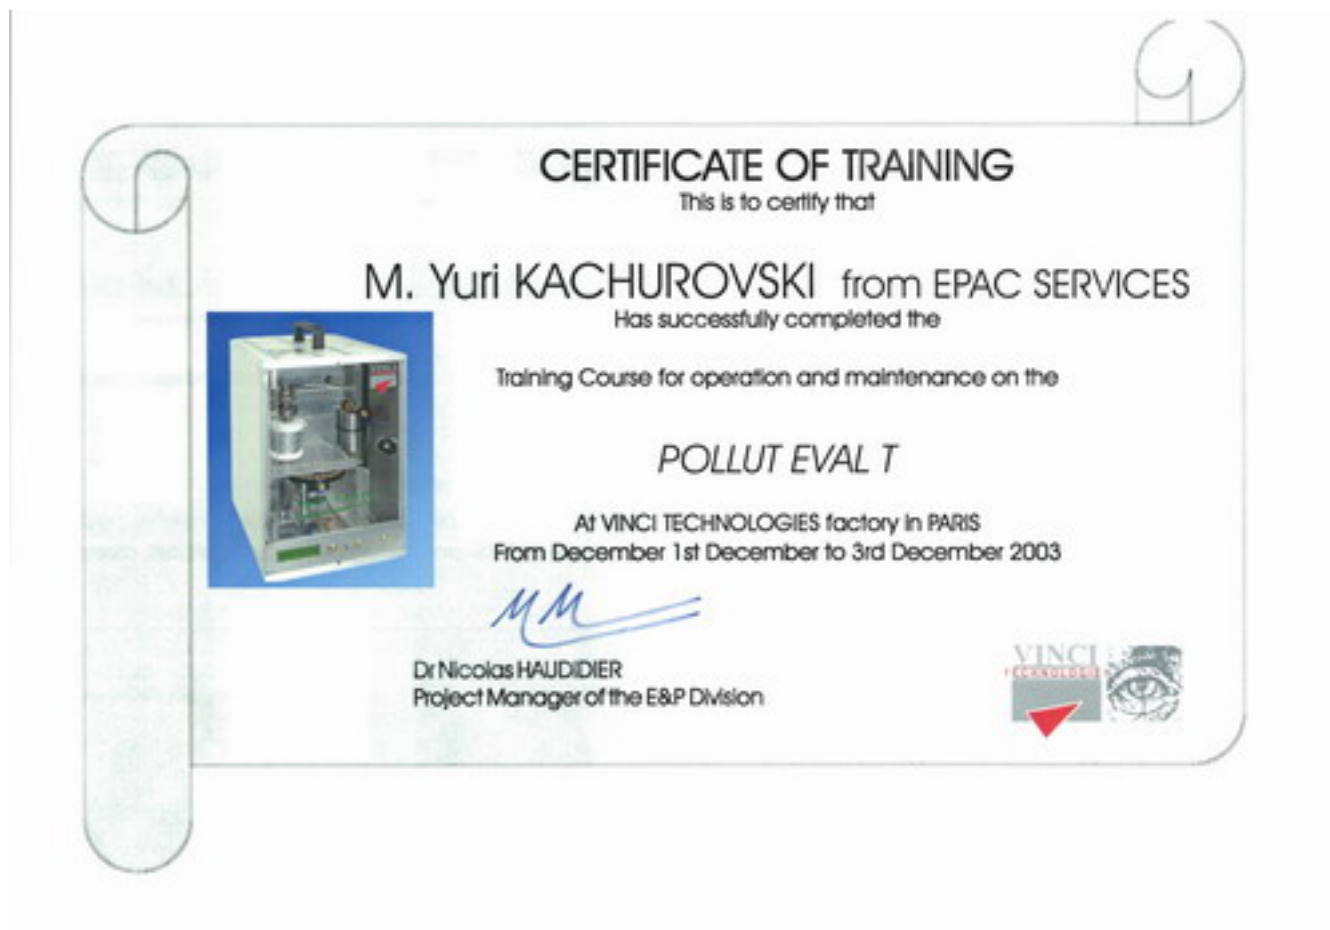 CERTIFICATE OF TRAINING
This is to certify that
M. Yuri KACHUROVSKI from EPAC SERVICES
Has successfully completed the
Training Course for operation and maintenance on the
POLLUT EVAL T
At VINCI TECHNOLOGIES factory in PARIS
From December 1st December to 3rd December 2003
Dr Nicolas HAUDIDIER
Project Manager of the E&P Division
VINCI
TECHNOLOGIES
VINCI